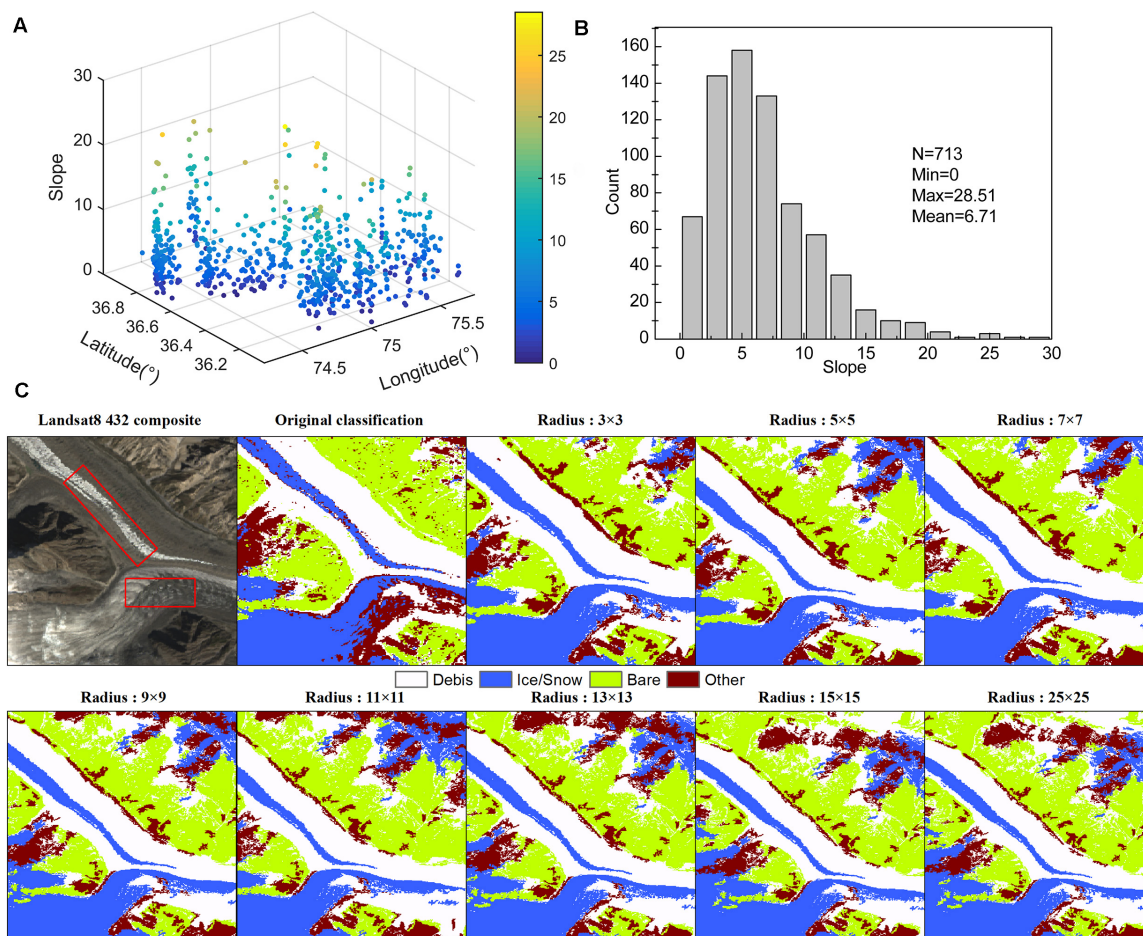 A
30
20
10
0
Slope
36.8
36.6
36.4
36.2
Latitude(°)
74.5
75
75.5
Longitude(°)
25
20
15
10
5
0
B
160
140
120
100
80
60
40
20
0
Count
0
5
10
15
20
25
30
Slope
N=713
Min=0
Max=28.51
Mean=6.71
C
Landsat8 432 composite
Original classification
Radius : 3×3
Radius : 5×5
Radius : 7×7
Debis
Ice/Snow
Bare
Other
Radius : 9×9
Radius : 11×11
Radius : 13×13
Radius : 15×15
Radius : 25×25